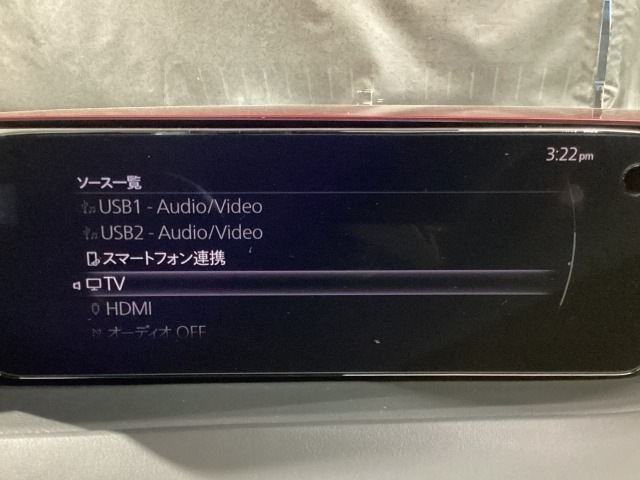 3:22pm
ソース一覧
USB1 - Audio/Video
USB2 - Audio/Video
スマートフォン連携
TV
HDMI
オーディオ OFF